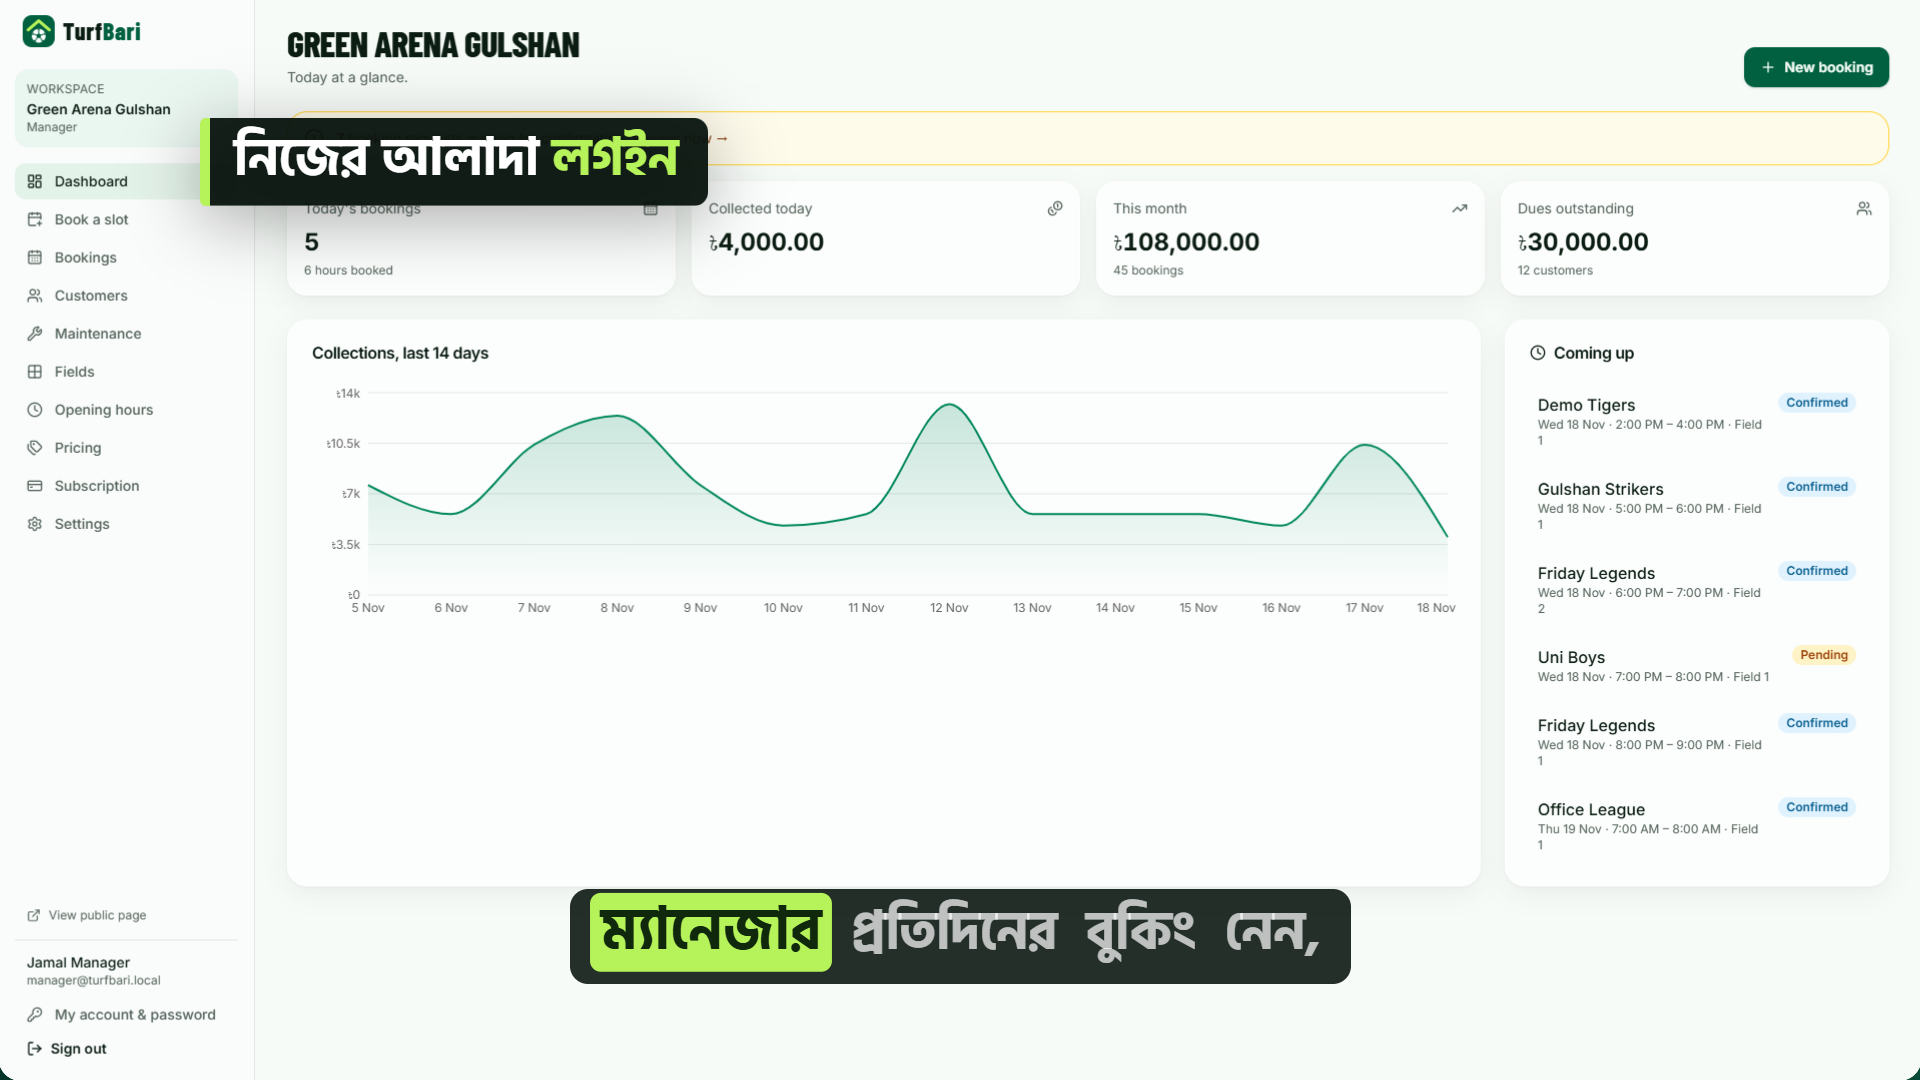 TurfBari
WORKSPACE
Green Arena Gulshan
Manager
Dashboard
Book a slot
Bookings
Customers
Maintenance
Fields
Opening hours
Pricing
Subscription
Settings
View public page
Jamal Manager
manager@turfbari.local
My account & password
Sign out
GREEN ARENA GULSHAN
Today at a glance.
+ New booking
নিজের আলাদা লগইন
→
Today's bookings
5
6 hours booked
Collected today
৳4,000.00
This month
৳108,000.00
45 bookings
Dues outstanding
৳30,000.00
12 customers
Collections, last 14 days
৳14k
৳10.5k
৳7k
৳3.5k
৳0
5 Nov 6 Nov 7 Nov 8 Nov 9 Nov 10 Nov 11 Nov 12 Nov 13 Nov 14 Nov 15 Nov 16 Nov 17 Nov 18 Nov
Coming up
Demo Tigers Confirmed
Wed 18 Nov · 2:00 PM – 4:00 PM · Field
1
Gulshan Strikers Confirmed
Wed 18 Nov · 5:00 PM – 6:00 PM · Field
1
Friday Legends Confirmed
Wed 18 Nov · 6:00 PM – 7:00 PM · Field
2
Uni Boys Pending
Wed 18 Nov · 7:00 PM – 8:00 PM · Field 1
Friday Legends Confirmed
Wed 18 Nov · 8:00 PM – 9:00 PM · Field
1
Office League Confirmed
Thu 19 Nov · 7:00 AM – 8:00 AM · Field
1
ম্যানেজার প্রতিদিনের বুকিং নেন,